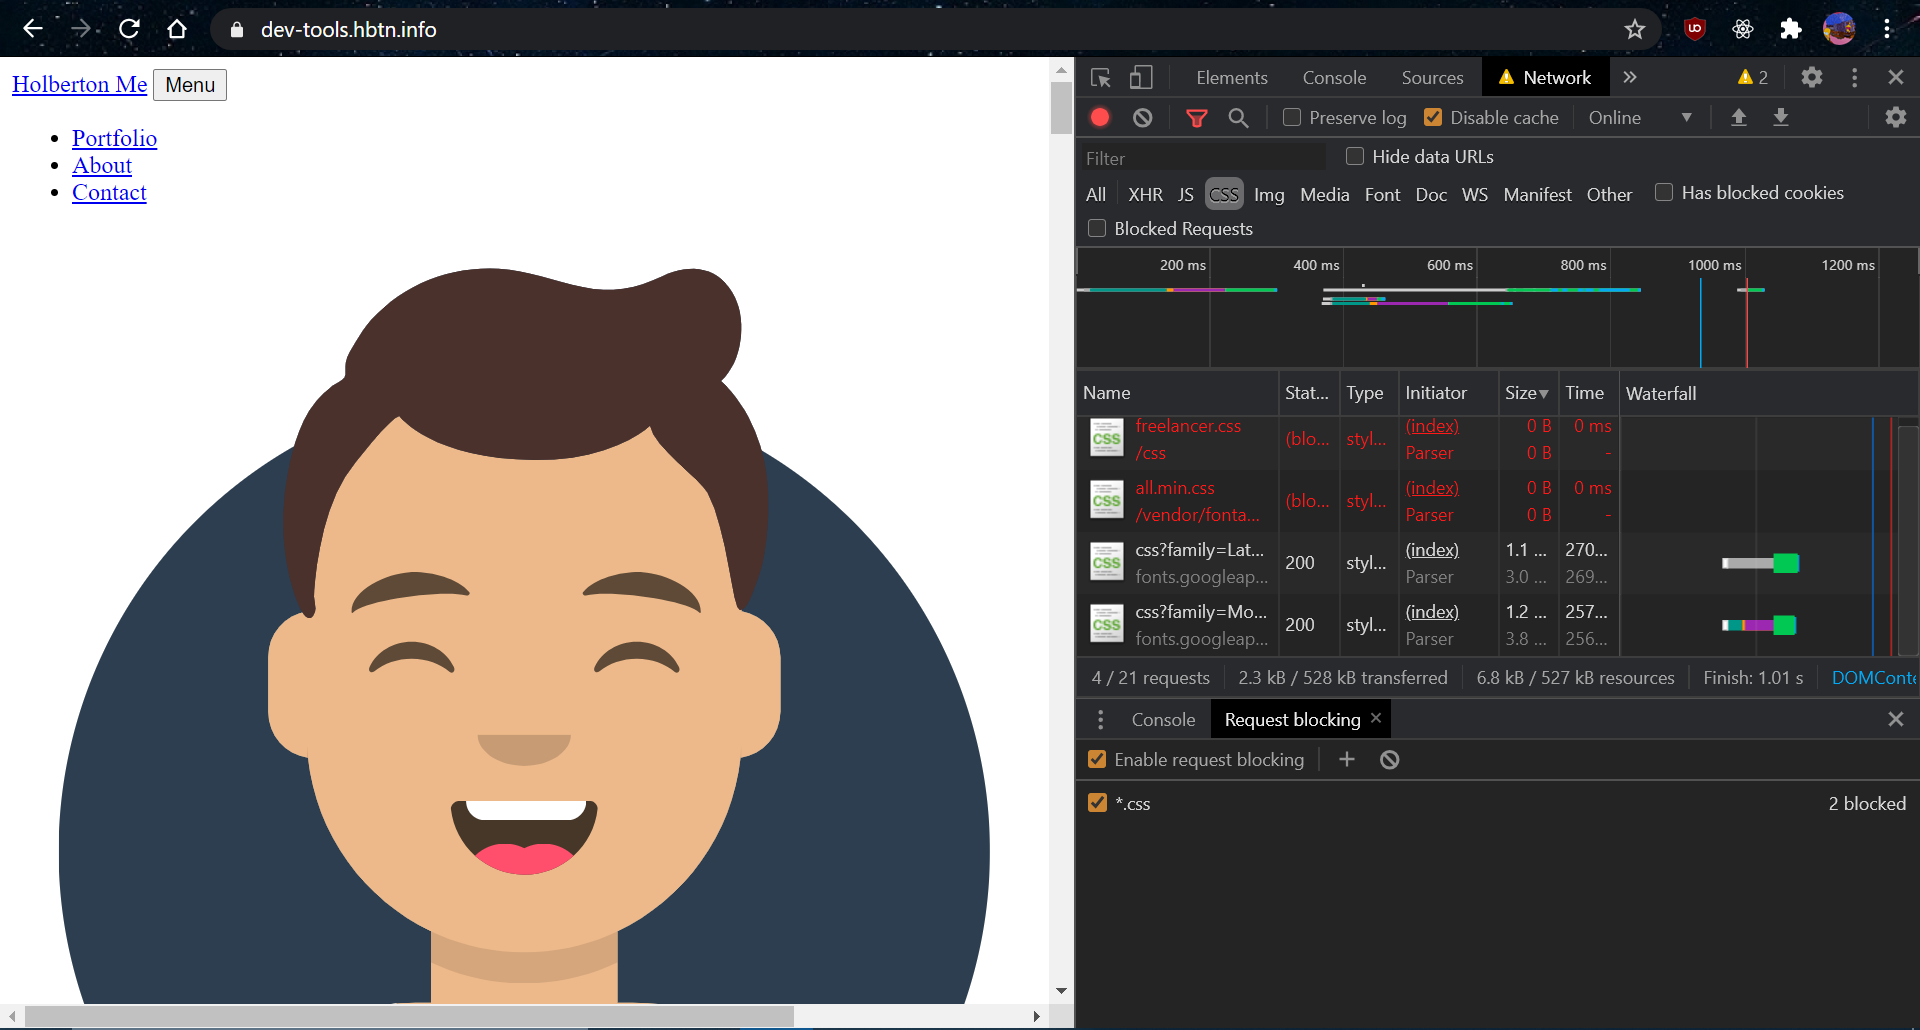 dev-tools.hbtn.info
Holberton Me Menu
Portfolio
About
Contact
Elements Console Sources Network 2
Preserve log Disable cache Online
Filter Hide data URLs
All XHR JS CSS Img Media Font Doc WS Manifest Other Has blocked cookies
Blocked Requests
200 ms 400 ms 600 ms 800 ms 1000 ms 1200 ms
Name Stat... Type Initiator Size Time Waterfall
CSS freelancer.css (blo... styl... (index) 0 B 0 ms
/css Parser 0 B -
CSS all.min.css (blo... styl... (index) 0 B 0 ms
/vendor/fonta... Parser 0 B -
CSS css?family=Lat... 200 styl... (index) 1.1 ... 270...
fonts.googleap... Parser 3.0 ... 269...
CSS css?family=Mo... 200 styl... (index) 1.2 ... 257...
fonts.googleap... Parser 3.8 ... 256...
4 / 21 requests 2.3 kB / 528 kB transferred 6.8 kB / 527 kB resources Finish: 1.01 s DOMConte
Console Request blocking
Enable request blocking
*.css 2 blocked